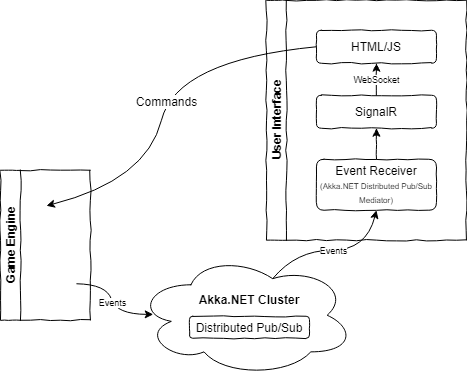 HTML/JS
WebSocket
Commands
SignalR
User Interface
Event Receiver
(Akka.NET Distributed Pub/Sub
Mediator)
Game Engine
Events
Events
Akka.NET Cluster
Distributed Pub/Sub